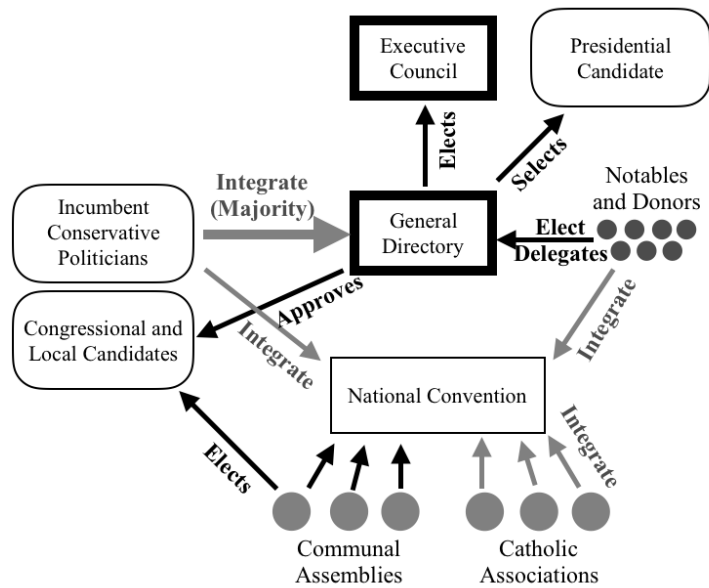 Executive
Council
Presidential
Candidate
Elects
Selects
Notables
and Donors
Integrate
(Majority)
Incumbent
Conservative
Politicians
General
Directory
Elect
Delegates
Approves
Congressional and
Local Candidates
Integrate
Integrate
National Convention
Elects
Integrate
Communal
Assemblies
Catholic
Associations